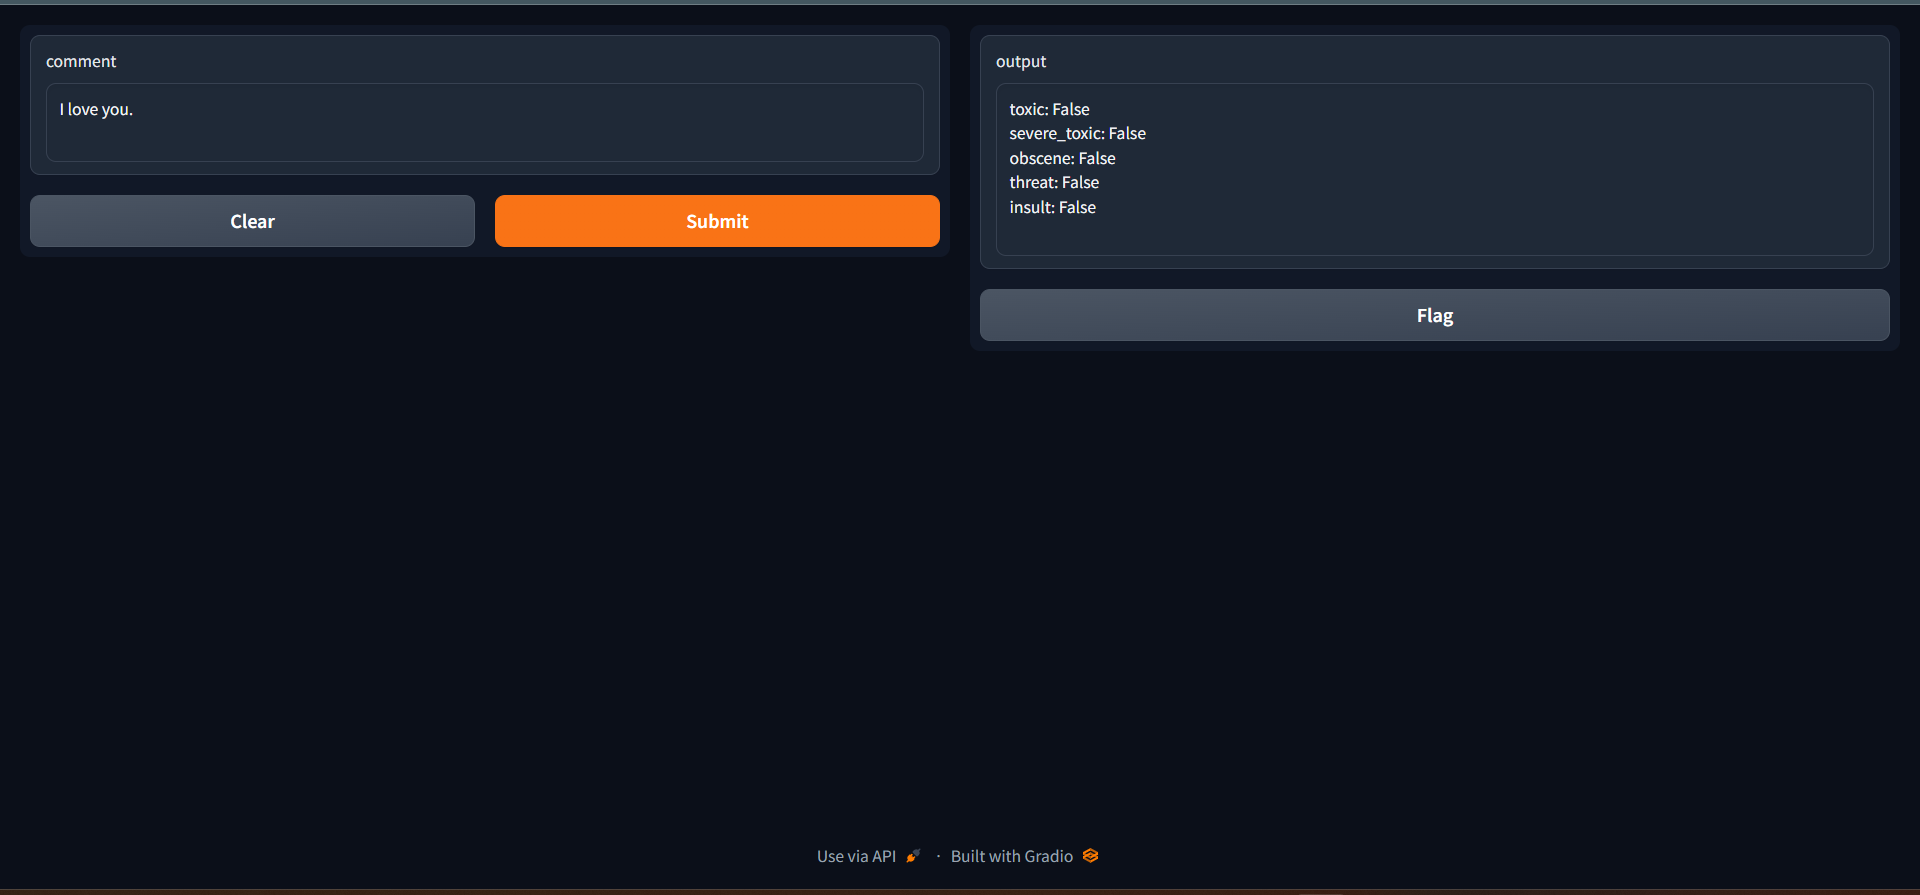 comment
I love you.
Clear
Submit
output
toxic: False
severe_toxic: False
obscene: False
threat: False
insult: False
Flag
Use via API · Built with Gradio